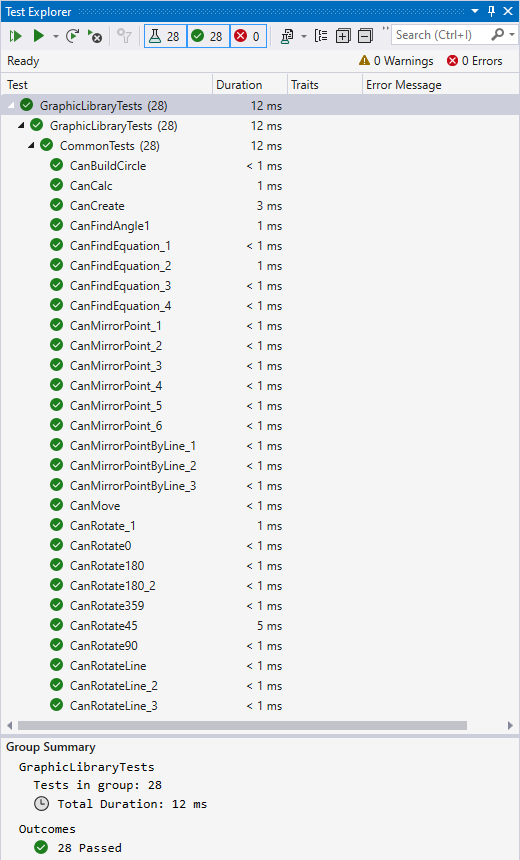 Test Explorer
28 28 0 Search (Ctrl+I)
Ready 0 Warnings 0 Errors
Test Duration Traits Error Message
GraphicLibraryTests (28) 12 ms
GraphicLibraryTests (28) 12 ms
CommonTests (28) 12 ms
CanBuildCircle < 1 ms
CanCalc 1 ms
CanCreate 3 ms
CanFindAngle1 1 ms
CanFindEquation_1 < 1 ms
CanFindEquation_2 1 ms
CanFindEquation_3 < 1 ms
CanFindEquation_4 < 1 ms
CanMirrorPoint_1 < 1 ms
CanMirrorPoint_2 < 1 ms
CanMirrorPoint_3 < 1 ms
CanMirrorPoint_4 < 1 ms
CanMirrorPoint_5 < 1 ms
CanMirrorPoint_6 < 1 ms
CanMirrorPointByLine_1 < 1 ms
CanMirrorPointByLine_2 < 1 ms
CanMirrorPointByLine_3 < 1 ms
CanMove < 1 ms
CanRotate_1 1 ms
CanRotate0 < 1 ms
CanRotate180 < 1 ms
CanRotate180_2 < 1 ms
CanRotate359 < 1 ms
CanRotate45 5 ms
CanRotate90 < 1 ms
CanRotateLine < 1 ms
CanRotateLine_2 < 1 ms
CanRotateLine_3 < 1 ms
Group Summary
GraphicLibraryTests
Tests in group: 28
Total Duration: 12 ms
Outcomes
28 Passed